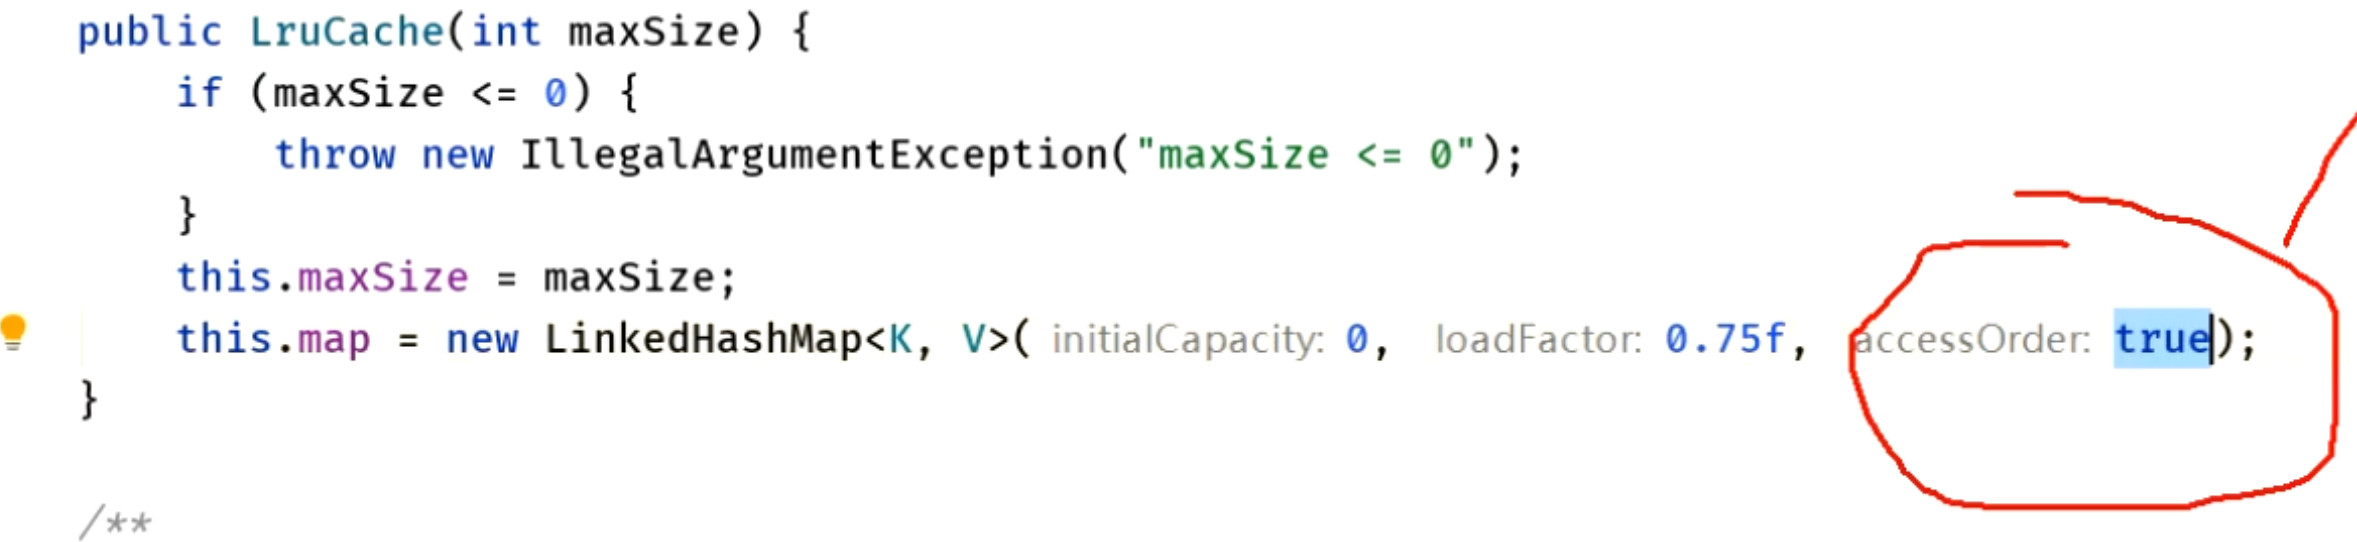 public LruCache(int maxSize) {
if (maxSize <= 0) {
throw new IllegalArgumentException("maxSize <= 0");
}
this.maxSize = maxSize;
this.map = new LinkedHashMap<K, V>( initialCapacity: 0, loadFactor: 0.75f, accessOrder: true);
}
/**